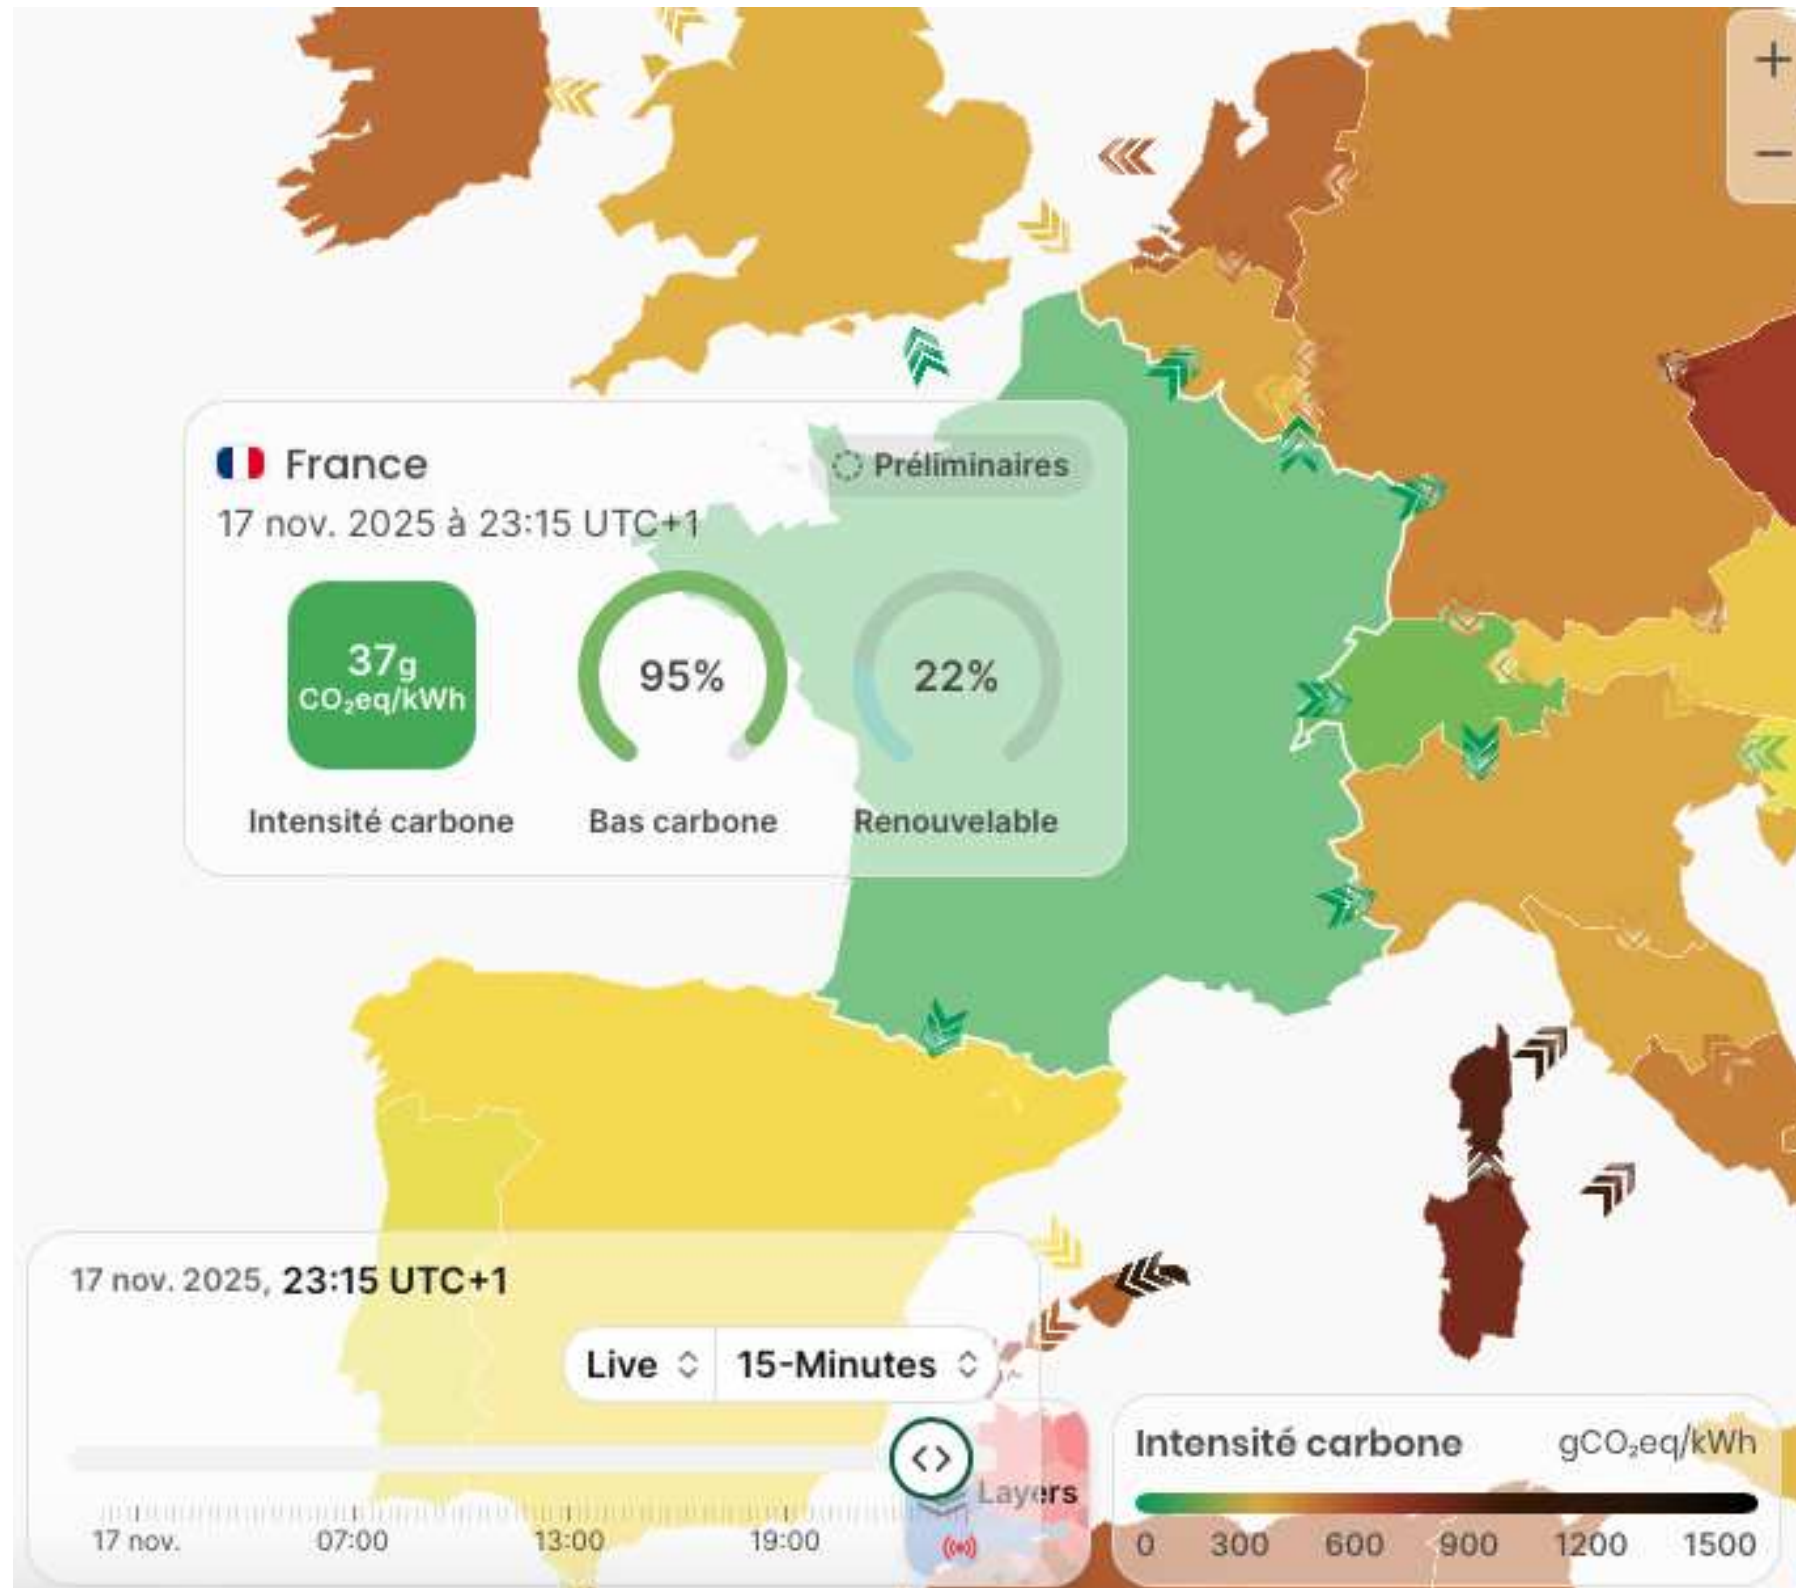 France
Préliminaires
17 nov. 2025 à 23:15 UTC+1
37g
CO₂eq/kWh
95%
22%
Intensité carbone
Bas carbone
Renouvelable
17 nov. 2025, 23:15 UTC+1
Live
15-Minutes
Layers
17 nov.
07:00
13:00
19:00
Intensité carbone
gCO₂eq/kWh
0
300
600
900
1200
1500